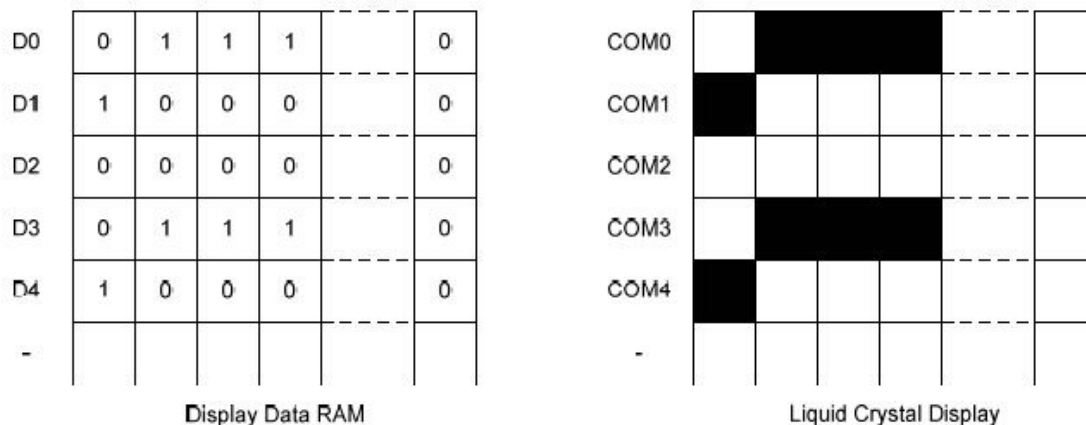 D0 0 1 1 1 0
D1 1 0 0 0 0
D2 0 0 0 0 0
D3 0 1 1 1 0
D4 1 0 0 0 0
-
Display Data RAM
COM0
COM1
COM2
COM3
COM4
-
Liquid Crystal Display